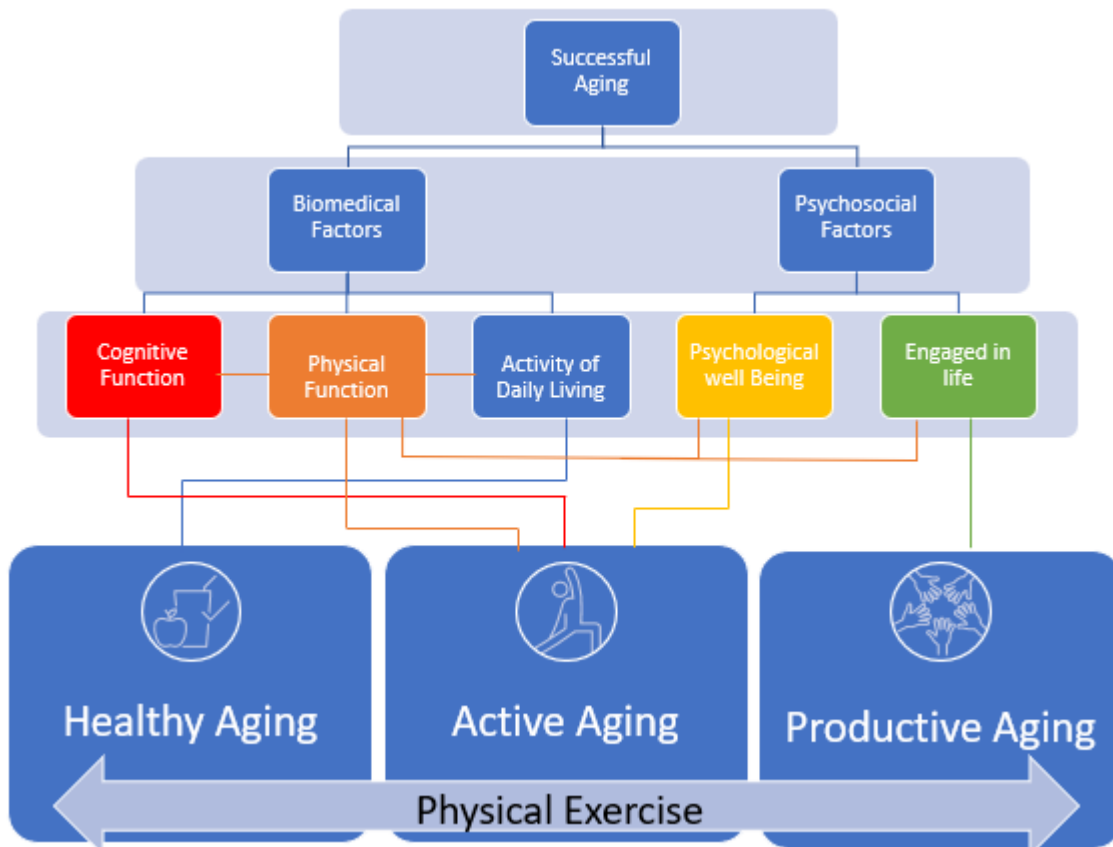 Successful
Aging
Biomedical
Factors
Psychosocial
Factors
Cognitive
Function
Physical
Function
Activity of
Daily Living
Psychological
well Being
Engaged in
life
Healthy Aging
Active Aging
Productive Aging
Physical Exercise